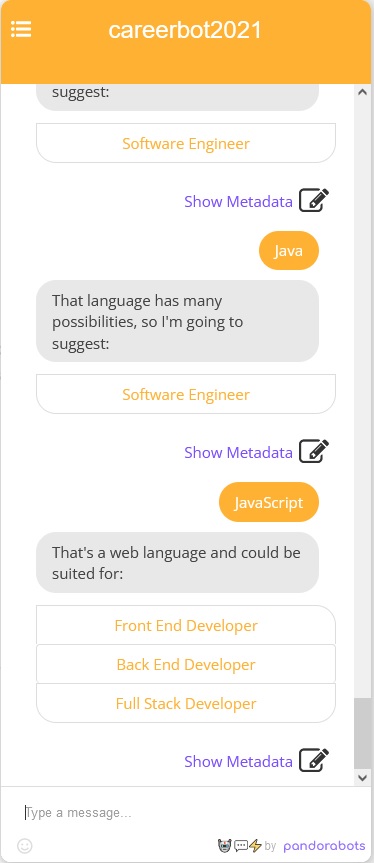 careerbot2021
suggest:
Software Engineer
Show Metadata
Java
That language has many
possibilities, so I'm going to
suggest:
Software Engineer
Show Metadata
JavaScript
That's a web language and could be
suited for:
Front End Developer
Back End Developer
Full Stack Developer
Show Metadata
Type a message...
by pandorabots